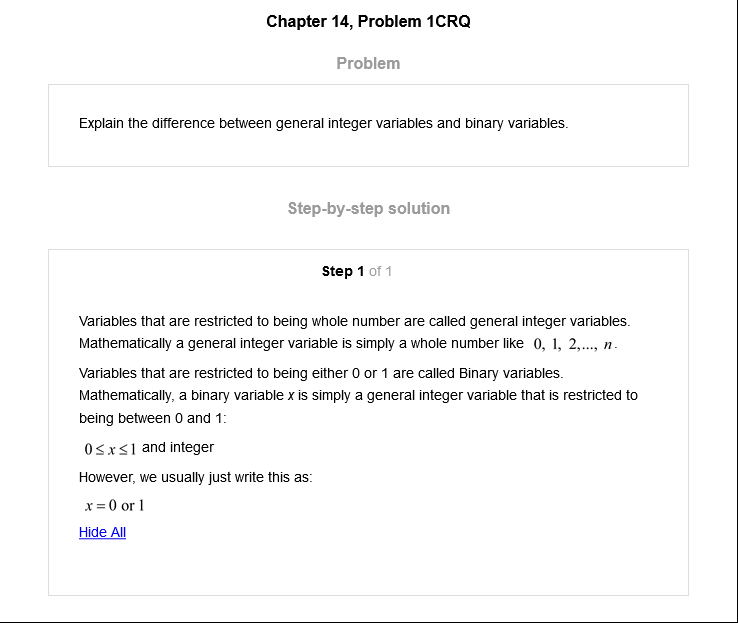 Chapter 14, Problem 1CRQ
Problem
Explain the difference between general integer variables and binary variables.
Step-by-step solution
Step 1 of 1
Variables that are restricted to being whole number are called general integer variables.
Mathematically a general integer variable is simply a whole number like 0, 1, 2,..., n.
Variables that are restricted to being either 0 or 1 are called Binary variables.
Mathematically, a binary variable x is simply a general integer variable that is restricted to
being between 0 and 1:
0 ≤ x ≤ 1 and integer
However, we usually just write this as:
x = 0 or 1
Hide All